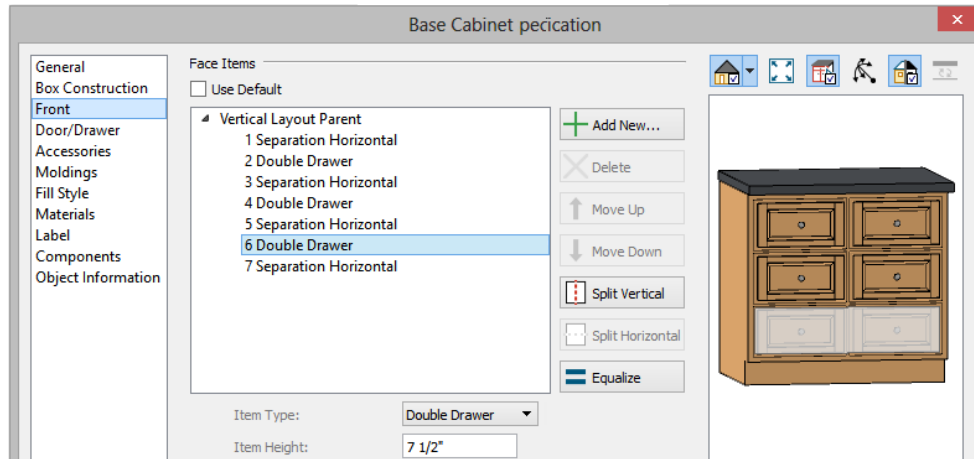 Base Cabinet pecification
General
Box Construction
Front
Door/Drawer
Accessories
Moldings
Fill Style
Materials
Label
Components
Object Information
Face Items
Use Default
Vertical Layout Parent
1 Separation Horizontal
2 Double Drawer
3 Separation Horizontal
4 Double Drawer
5 Separation Horizontal
6 Double Drawer
7 Separation Horizontal
Add New...
Delete
Move Up
Move Down
Split Vertical
Split Horizontal
Equalize
Item Type: Double Drawer
Item Height: 7 1/2"